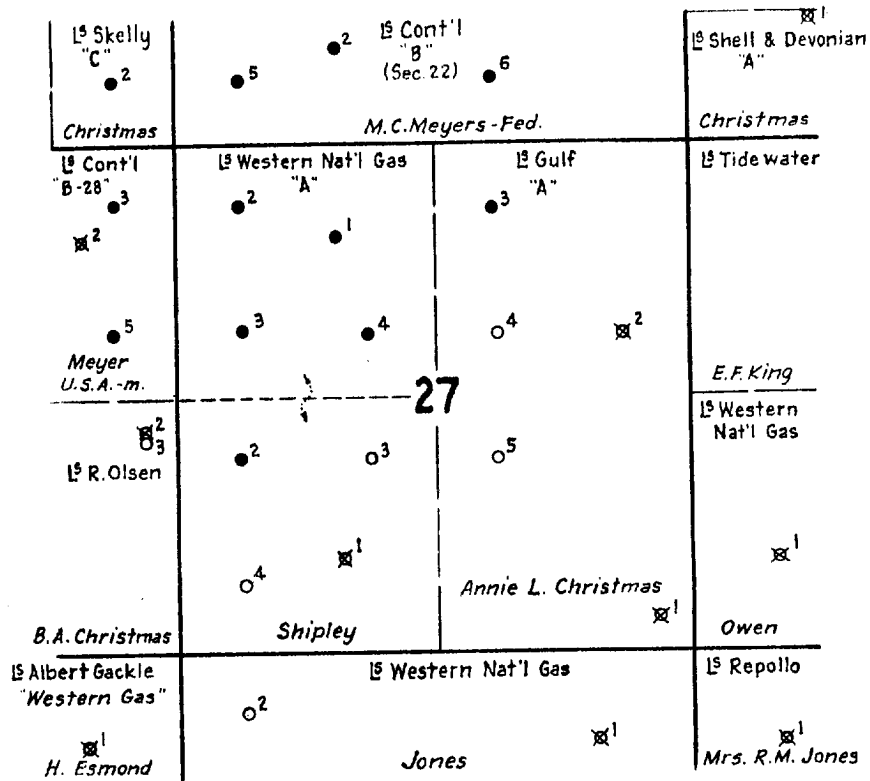 Ls Skelly
"C"
2
Christmas
Ls Cont'l
"B"
(Sec. 22)
5
2
6
M.C. Meyers-Fed.
1
Ls Shell & Devonian
"A"
Christmas
Ls Cont'l
"B-28"
3
2
5
Meyer
U.S.A.-m.
Ls Western Nat'l Gas
"A"
2
1
3
4
Ls Gulf
"A"
3
4
2
Ls Tide water
E.F. King
27
2
3
Ls R. Olsen
B.A. Christmas
2
3
1
4
Shipley
5
Annie L. Christmas
1
Ls Western
Nat'l Gas
1
Owen
Ls Albert Gackle
"Western Gas"
1
H. Esmond
Ls Western Nat'l Gas
2
1
Jones
Ls Repollo
1
Mrs. R.M. Jones